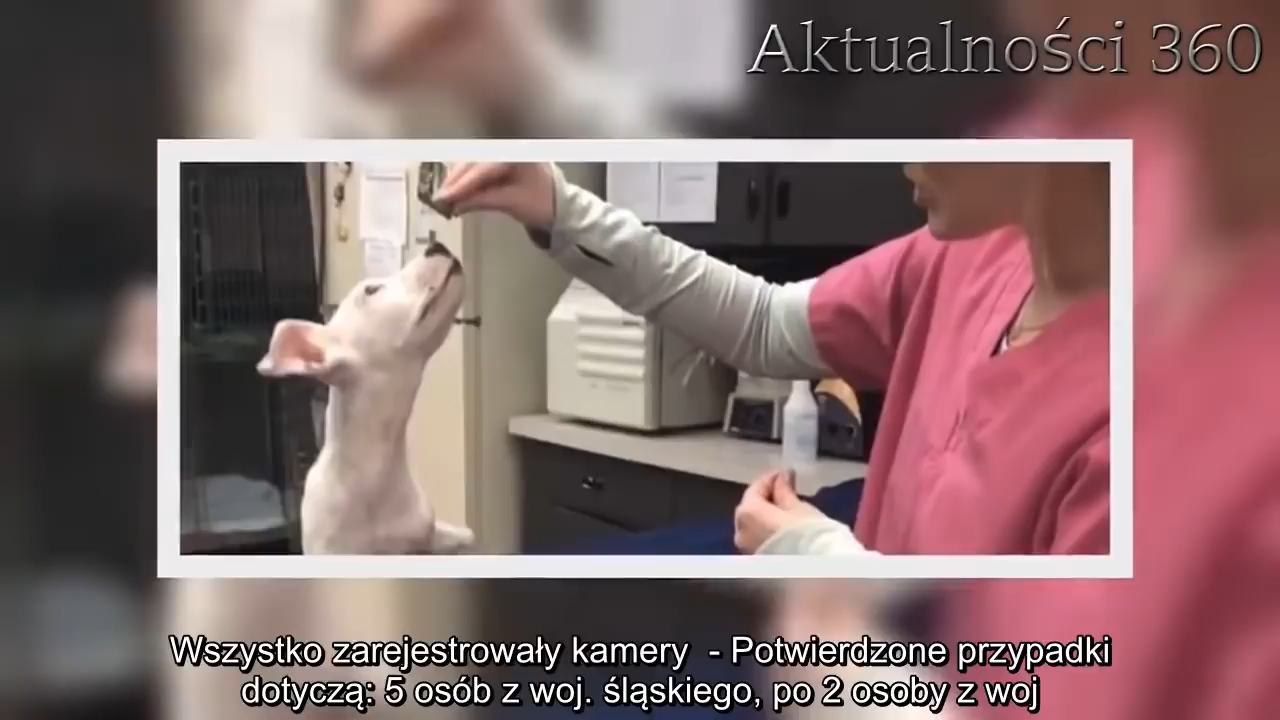 Aktualności 360
Wszystko zarejestrowały kamery - Potwierdzone przypadki
dotyczą: 5 osób z woj. śląskiego, po 2 osoby z woj